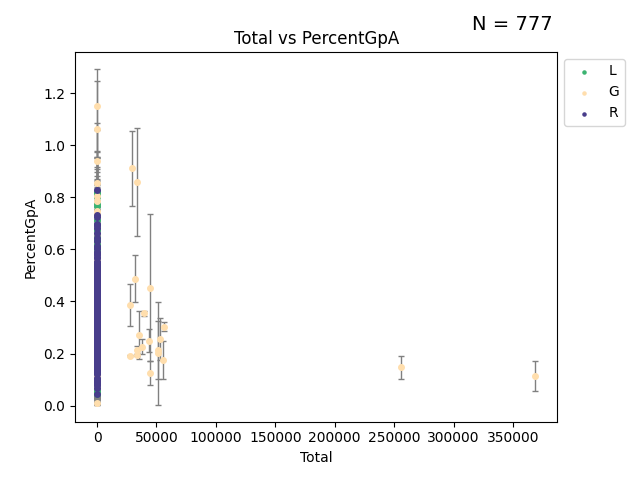 N = 777
Total vs PercentGpA
L
G
R
PercentGpA
1.2
1.0
0.8
0.6
0.4
0.2
0.0
0 50000 100000 150000 200000 250000 300000 350000
Total